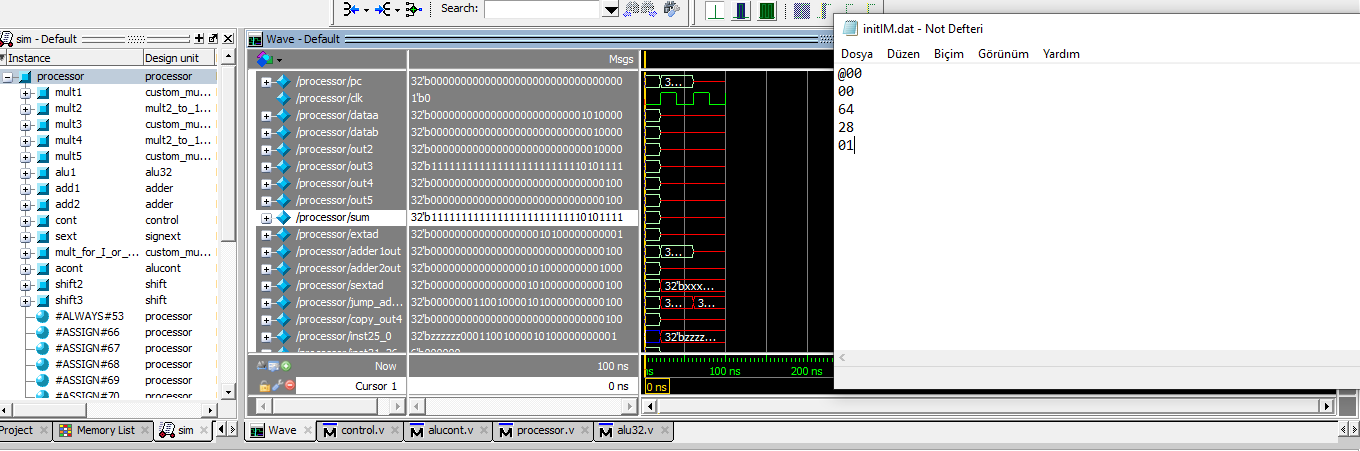 Search:
sim - Default
Instance Design unit
processor processor
mult1 custom_mu...
mult2 mult2_to_1...
mult3 custom_mu...
mult4 mult2_to_1...
mult5 custom_mu...
alu1 alu32
add1 adder
add2 adder
cont control
sext signext
mult_for_I_or_... custom_mu...
acont alucont
shift2 shift
shift3 shift
#ALWAYS#53 processor
#ASSIGN#66 processor
#ASSIGN#67 processor
#ASSIGN#68 processor
#ASSIGN#69 processor
#ASSIGN#70 processor
Project Memory List sim
Wave - Default
Msgs
/processor/pc 32'b00000000000000000000000000000000 3...
/processor/clk 1'b0
/processor/dataa 32'b00000000000000000000000001010000
/processor/datab 32'b00000000000000000000000000010000
/processor/out2 32'b00000000000000000000000000010000
/processor/out3 32'b11111111111111111111111110101111
/processor/out4 32'b00000000000000000000000000000100
/processor/out5 32'b00000000000000000000000000000100
/processor/sum 32'b11111111111111111111111110101111
/processor/extad 32'b00000000000000000010100000000001
/processor/adder1out 32'b00000000000000000000000000000100 3...
/processor/adder2out 32'b00000000000000001010000000001000
/processor/sextad 32'b00000000000000001010000000000100 32'bxxx...
/processor/jump_ad... 32'b00000001100100001010000000000100 3... 3...
/processor/copy_out4 32'b00000000000000000000000000000100
/processor/inst25_0 32'bzzzzzz00011001000010100000000001 32'bzzzz...
Now 100 ns ns 100 ns 200 ns
Cursor 1 0 ns 0 ns
Wave control.v alucont.v processor.v alu32.v
initIM.dat - Not Defteri
Dosya Düzen Biçim Görünüm Yardım
@00
00
64
28
01